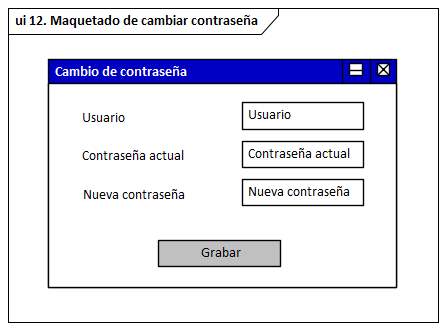 ui 12. Maquetado de cambiar contraseña
Cambio de contraseña
Usuario Usuario
Contraseña actual Contraseña actual
Nueva contraseña Nueva contraseña
Grabar